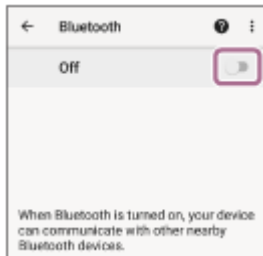 Bluetooth
Off
When Bluetooth is turned on, your device
can communicate with other nearby
Bluetooth devices.